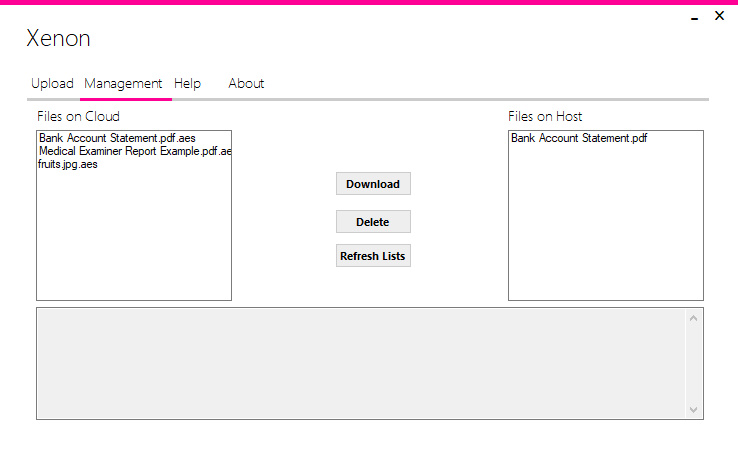 Xenon
Upload Management Help About
Files on Cloud
Bank Account Statement.pdf.aes
Medical Examiner Report Example.pdf.ae
fruits.jpg.aes
Download
Delete
Refresh Lists
Files on Host
Bank Account Statement.pdf